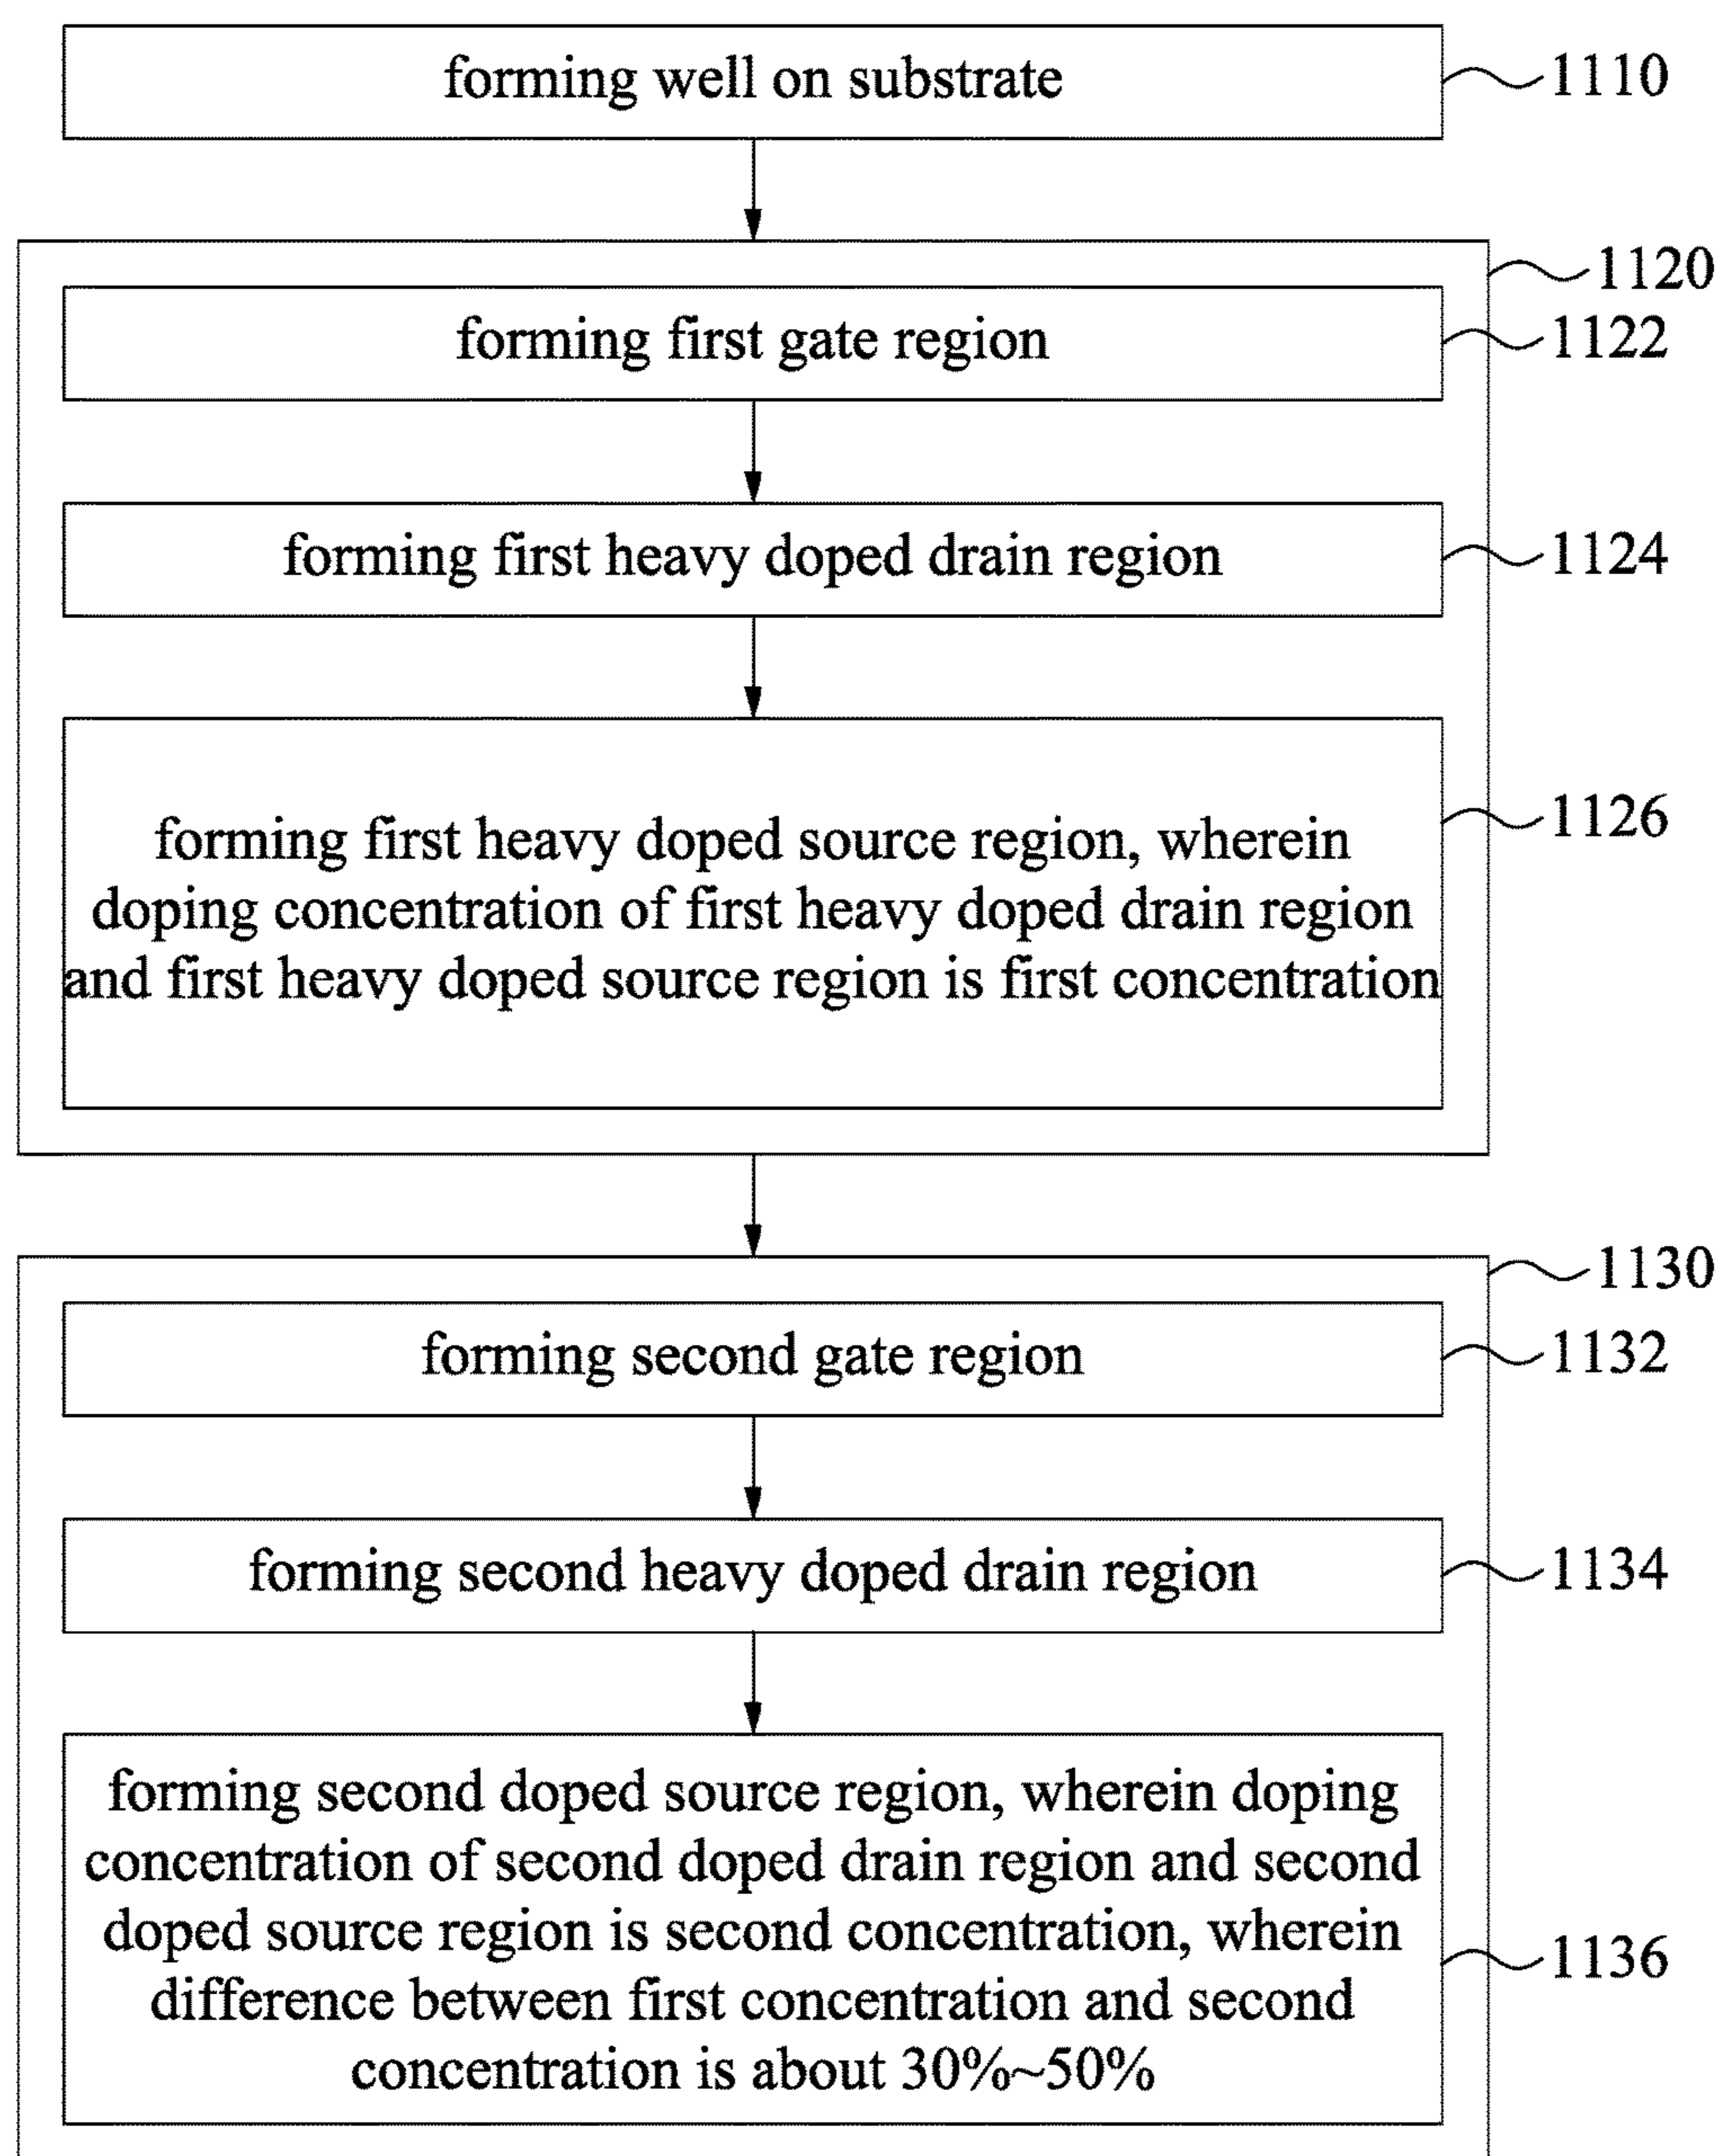 forming well on substrate
1110
1120
forming first gate region
1122
forming first heavy doped drain region
1124
forming first heavy doped source region, wherein
doping concentration of first heavy doped drain region
and first heavy doped source region is first concentration
1126
1130
forming second gate region
1132
forming second heavy doped drain region
1134
forming second doped source region, wherein doping
concentration of second doped drain region and second
doped source region is second concentration, wherein
difference between first concentration and second
concentration is about 30%~50%
1136